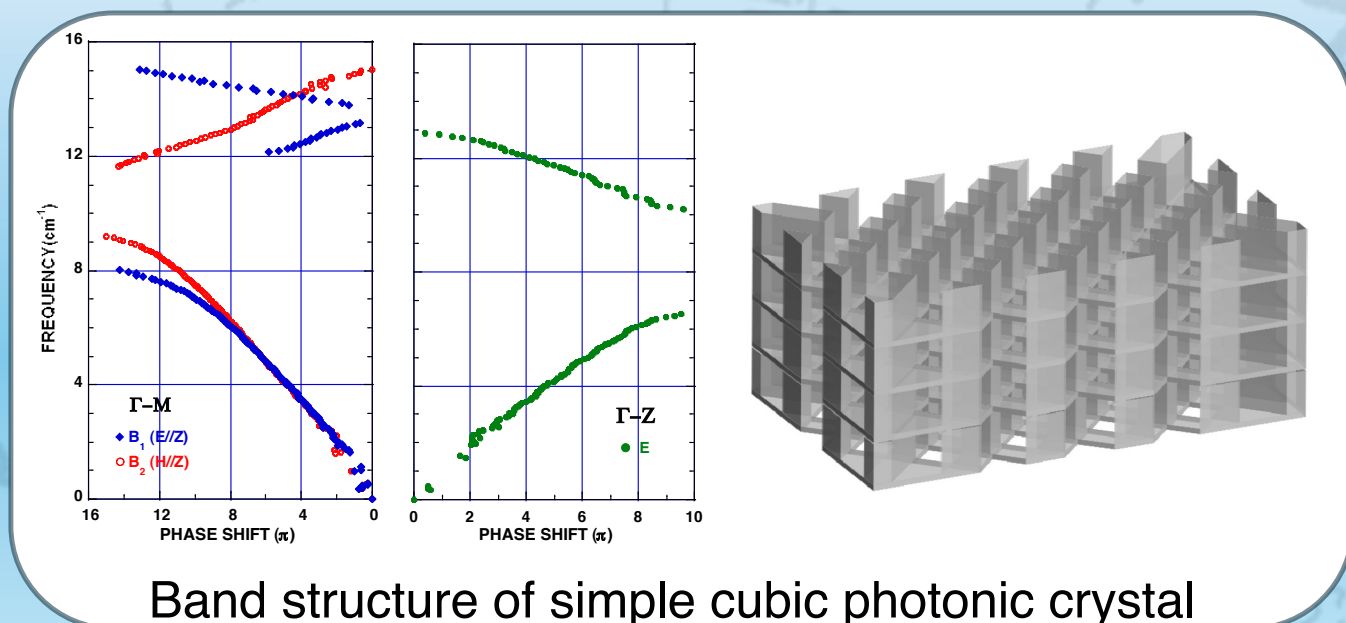 16
12
8
4
0
FREQUENCY (cm⁻¹)
Γ–M
B₁ (E//Z)
B₂ (H//Z)
16 12 8 4 0
PHASE SHIFT (π)
Γ–Z
E
0 2 4 6 8 10
PHASE SHIFT (π)
Band structure of simple cubic photonic crystal